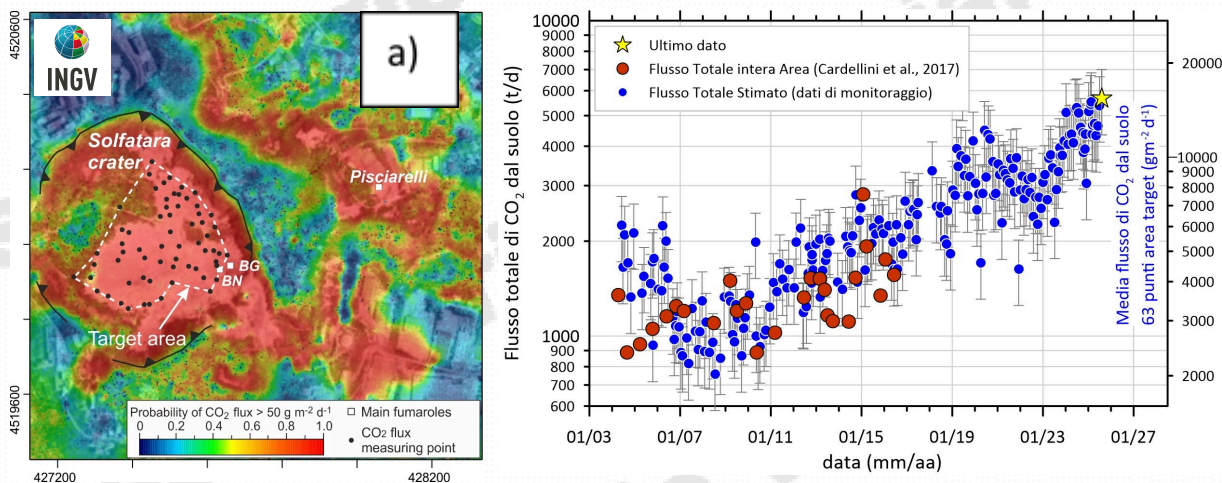 4520600
INGV
a)
Solfatara
crater
Pisciarelli
BG
BN
Target area
Probability of CO2 flux > 50 g m-2 d-1
0 0.2 0.4 0.6 0.8 1.0
Main fumaroles
CO2 flux
measuring point
4519600
427200
428200
Flusso totale di CO2 dal suolo (t/d)
10000
9000
8000
7000
6000
5000
4000
3000
2000
1000
900
800
700
600
Ultimo dato
Flusso Totale intera Area (Cardellini et al., 2017)
Flusso Totale Stimato (dati di monitoraggio)
20000
10000
9000
8000
7000
6000
5000
4000
3000
2000
Media flusso di CO2 dal suolo
63 punti area target (gm-2 d-1)
01/03 01/07 01/11 01/15 01/19 01/23 01/27
data (mm/aa)